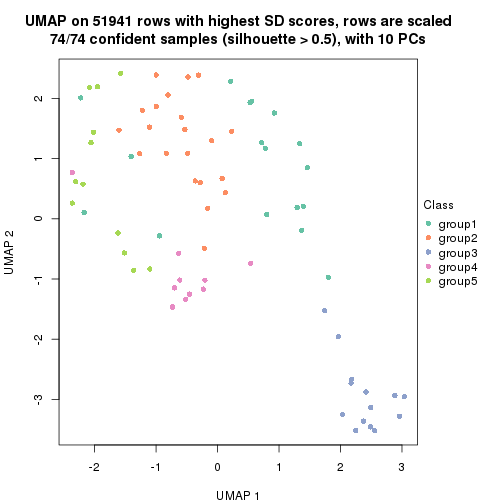 UMAP on 51941 rows with highest SD scores, rows are scaled
74/74 confident samples (silhouette > 0.5), with 10 PCs
2
1
0
-1
-2
-3
UMAP 2
-2
-1
0
1
2
3
UMAP 1
Class
group1
group2
group3
group4
group5